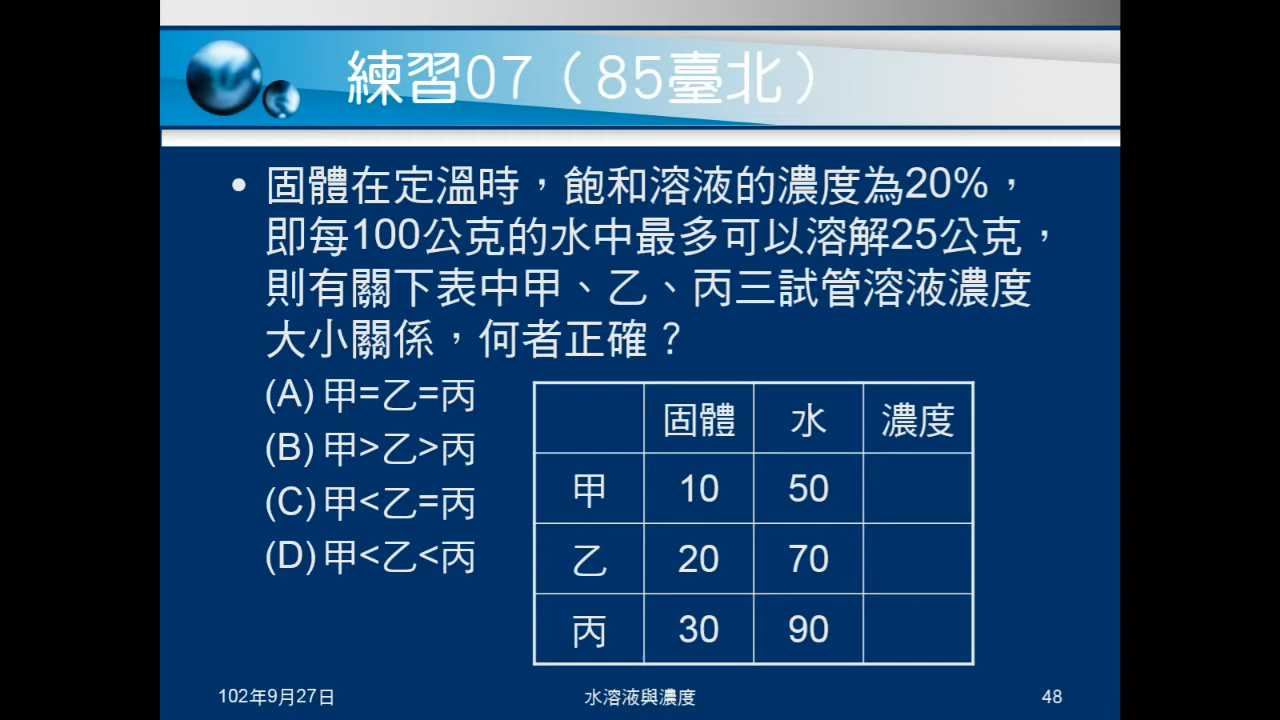 練習07（85臺北）
• 固體在定溫時，飽和溶液的濃度為20%，
即每100公克的水中最多可以溶解25公克，
則有關下表中甲、乙、丙三試管溶液濃度
大小關係，何者正確？
(A) 甲=乙=丙
(B) 甲>乙>丙
(C) 甲<乙=丙
(D) 甲<乙<丙
固體 水 濃度
甲 10 50
乙 20 70
丙 30 90
102年9月27日 水溶液與濃度 48